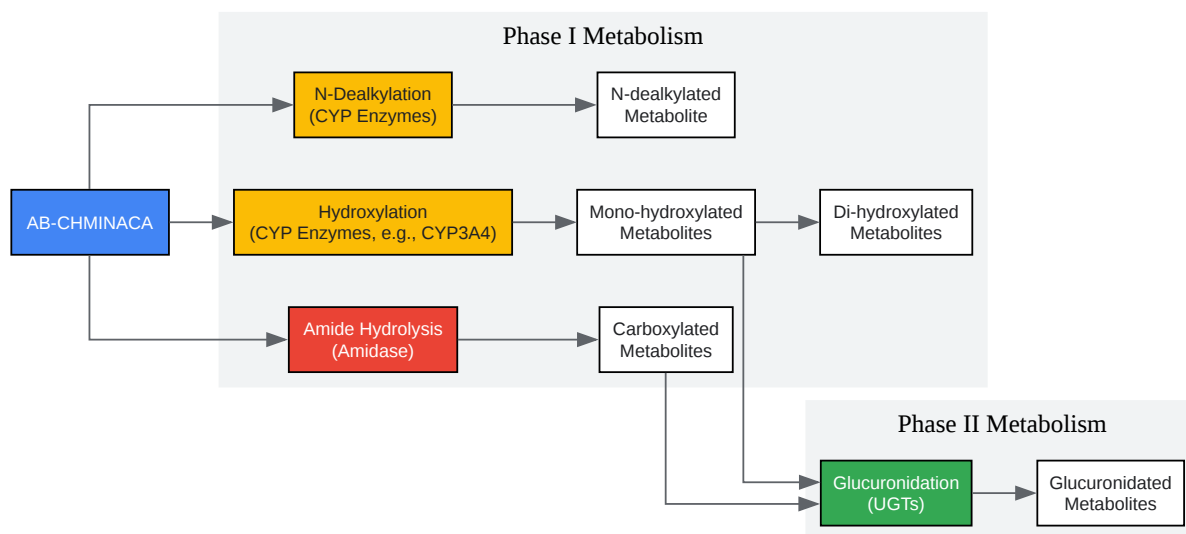 Phase I Metabolism
N-Dealkylation
(CYP Enzymes)
N-dealkylated
Metabolite
AB-CHMINACA
Hydroxylation
(CYP Enzymes, e.g., CYP3A4)
Mono-hydroxylated
Metabolites
Di-hydroxylated
Metabolites
Amide Hydrolysis
(Amidase)
Carboxylated
Metabolites
Phase II Metabolism
Glucuronidation
(UGTs)
Glucuronidated
Metabolites